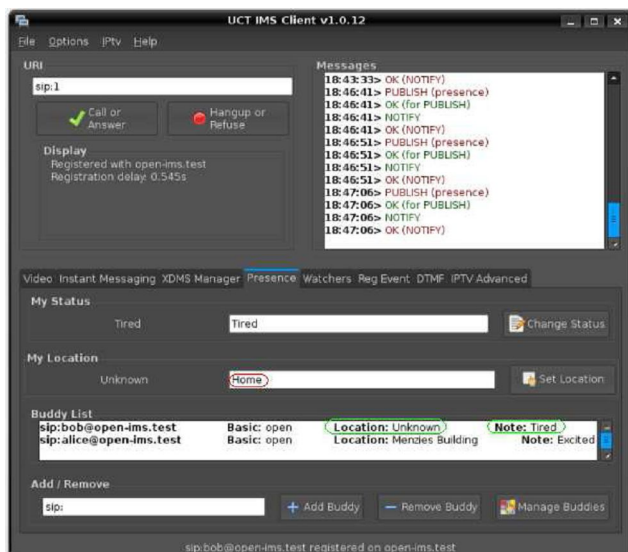 UCT IMS Client v1.0.12
File Options IPtv Help
URI
sip:1
Call or
Answer
Hangup or
Refuse
Display
Registered with open-ims.test
Registration delay: 0.545s
Messages
18:43:33> OK (NOTIFY)
18:46:41> PUBLISH (presence)
18:46:41> OK (for PUBLISH)
18:46:41> NOTIFY
18:46:41> OK (NOTIFY)
18:46:51> PUBLISH (presence)
18:46:51> OK (for PUBLISH)
18:46:51> NOTIFY
18:46:51> OK (NOTIFY)
18:47:06> PUBLISH (presence)
18:47:06> OK (for PUBLISH)
18:47:06> NOTIFY
18:47:06> OK (NOTIFY)
Video Instant Messaging XDMS Manager Presence Watchers Reg Event DTMF IPTV Advanced
My Status
Tired Tired Change Status
My Location
Unknown Home Set Location
Buddy List
sip:bob@open-ims.test Basic: open Location: Unknown Note: Tired
sip:alice@open-ims.test Basic: open Location: Menzies Building Note: Excited
Add / Remove
sip: Add Buddy Remove Buddy Manage Buddies
sip:bob@open-ims.test registered on open-ims.test